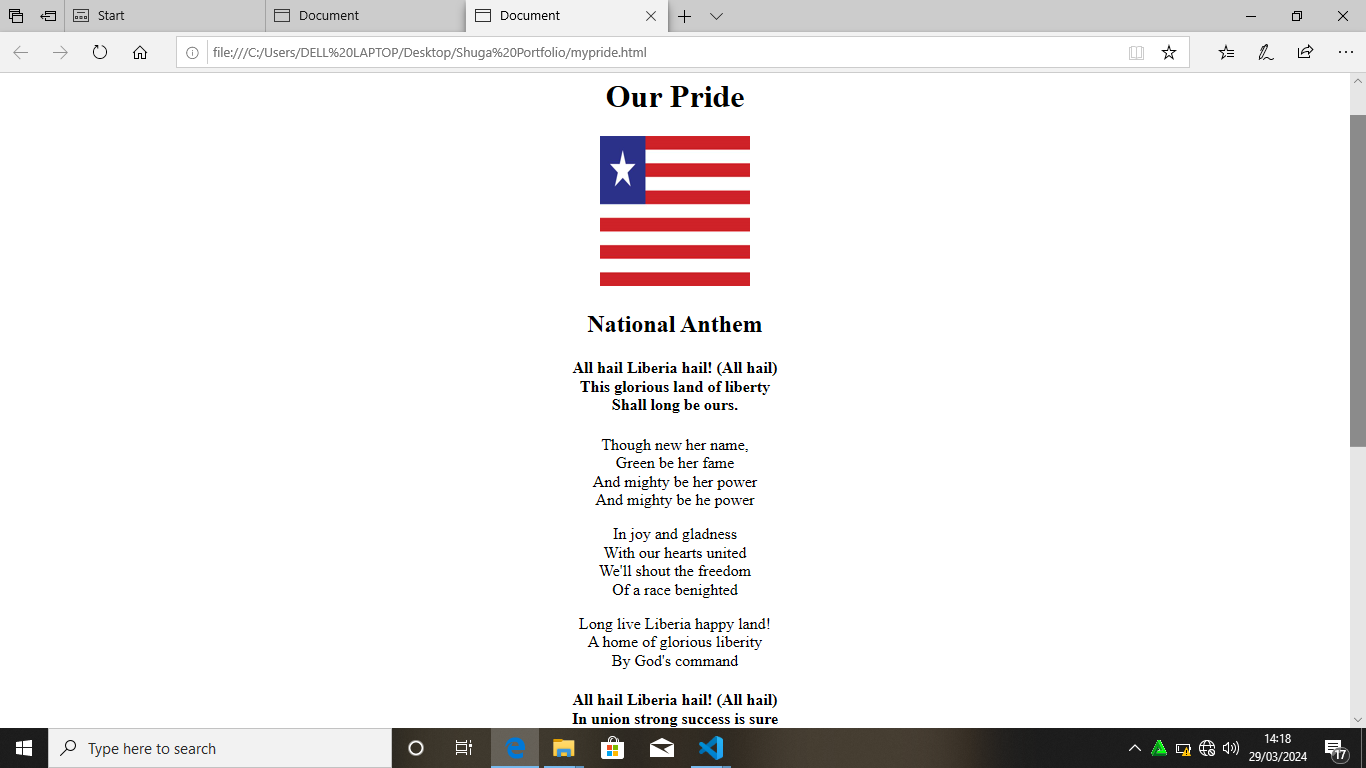 Start
Document
Document
file:///C:/Users/DELL%20LAPTOP/Desktop/Shuga%20Portfolio/mypride.html
Our Pride
National Anthem
All hail Liberia hail! (All hail)
This glorious land of liberty
Shall long be ours.
Though new her name,
Green be her fame
And mighty be her power
And mighty be he power
In joy and gladness
With our hearts united
We'll shout the freedom
Of a race benighted
Long live Liberia happy land!
A home of glorious liberity
By God's command
All hail Liberia hail! (All hail)
In union strong success is sure
Type here to search
14:18
29/03/2024
17